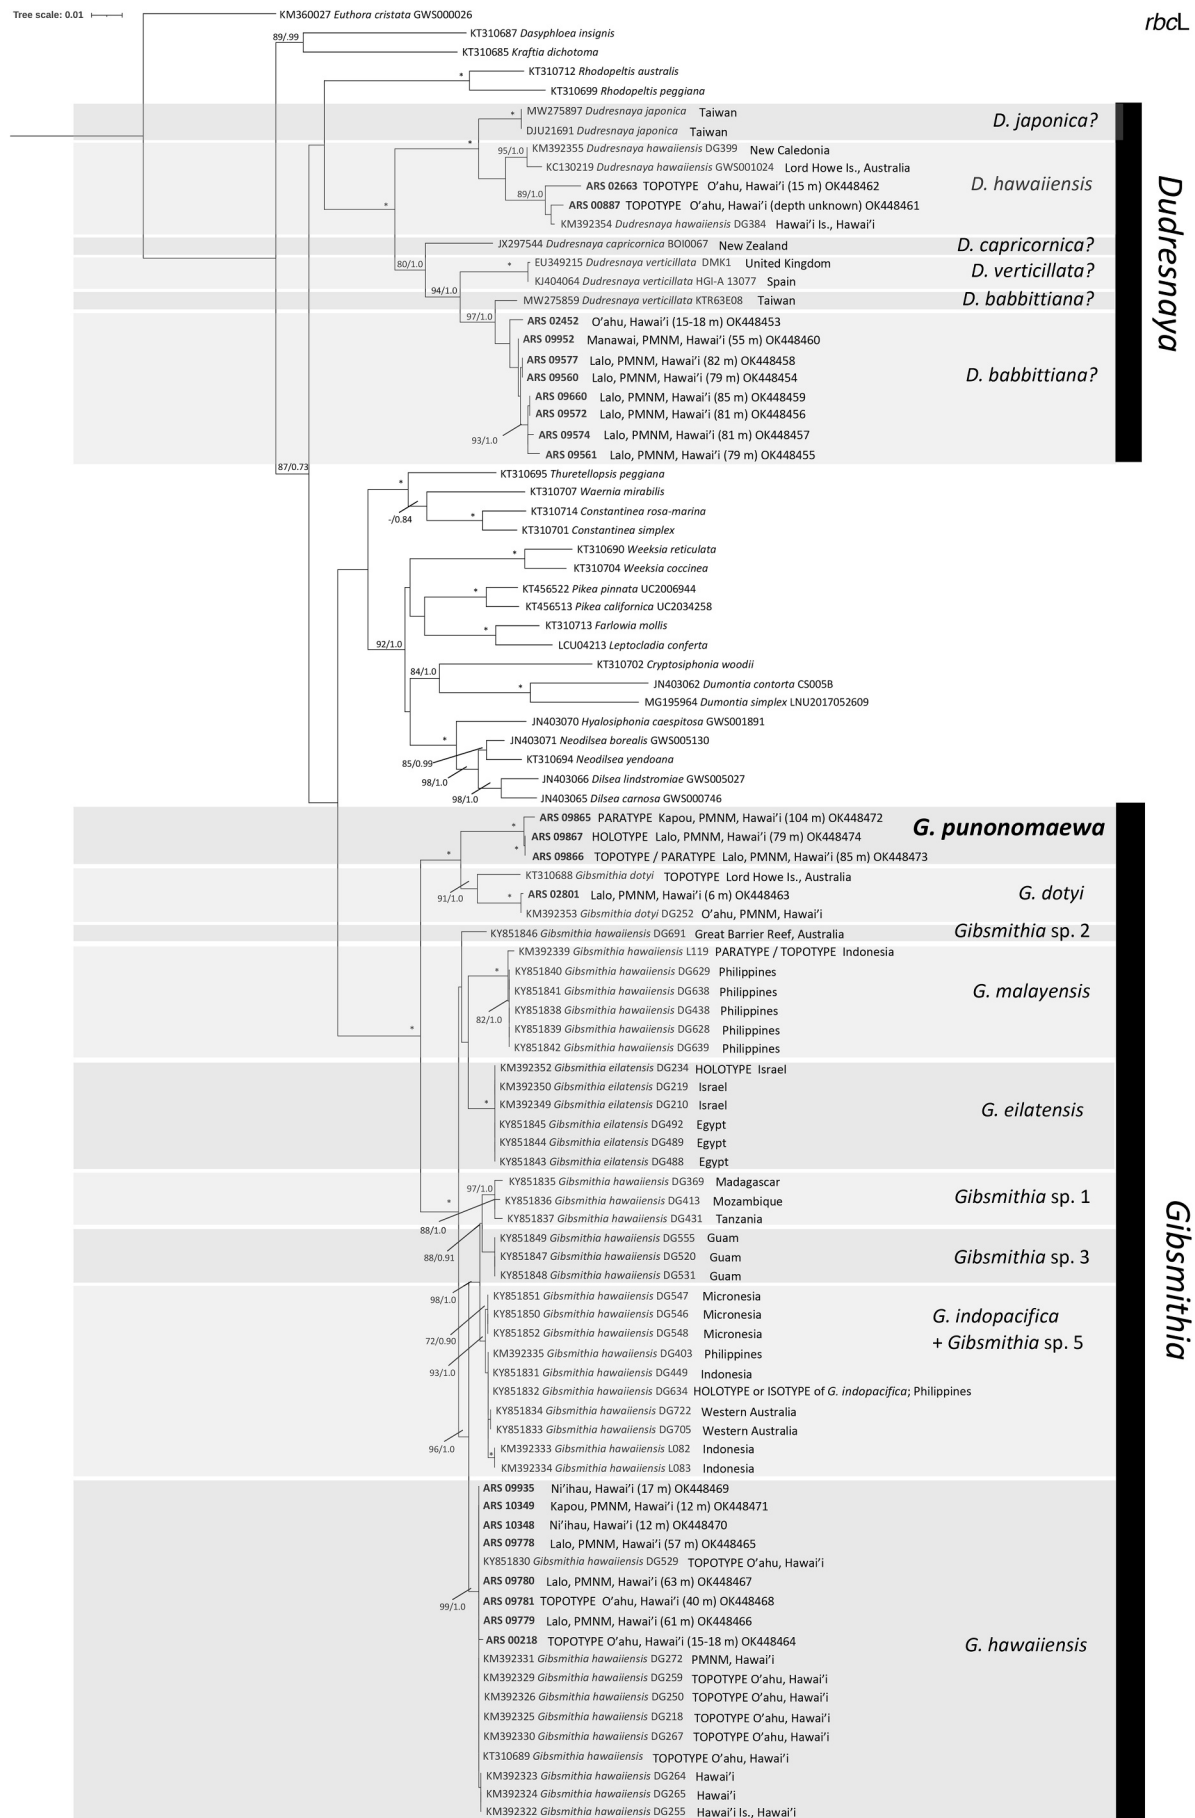 Tree scale: 0.01
rbcL
KM360027 Euthora cristata GWS000026
89/.99
KT310687 Dasyphloea insignis
KT310685 Kraftia dichotoma
*
KT310712 Rhodopeltis australis
KT310699 Rhodopeltis peggiana
Dudresnaya
* MW275897 Dudresnaya japonica Taiwan
DJU21691 Dudresnaya japonica Taiwan
D. japonica?
*
95/1.0 KM392355 Dudresnaya hawaiiensis DG399 New Caledonia
KC130219 Dudresnaya hawaiiensis GWS001024 Lord Howe Is., Australia
ARS 02663 TOPOTYPE O'ahu, Hawai'i (15 m) OK448462
D. hawaiiensis
89/1.0
ARS 00887 TOPOTYPE O'ahu, Hawai'i (depth unknown) OK448461
*
KM392354 Dudresnaya hawaiiensis DG384 Hawai'i Is., Hawai'i
JX297544 Dudresnaya capricornica BOI0067 New Zealand
D. capricornica?
80/1.0
* EU349215 Dudresnaya verticillata DMK1 United Kingdom
KJ404064 Dudresnaya verticillata HGI-A 13077 Spain
D. verticillata?
94/1.0
MW275859 Dudresnaya verticillata KTR63E08 Taiwan
D. babbittiana?
97/1.0
ARS 02452 O'ahu, Hawai'i (15-18 m) OK448453
ARS 09952 Manawai, PMNM, Hawai'i (55 m) OK448460
ARS 09577 Lalo, PMNM, Hawai'i (82 m) OK448458
ARS 09560 Lalo, PMNM, Hawai'i (79 m) OK448454
D. babbittiana?
ARS 09660 Lalo, PMNM, Hawai'i (85 m) OK448459
ARS 09572 Lalo, PMNM, Hawai'i (81 m) OK448456
ARS 09574 Lalo, PMNM, Hawai'i (81 m) OK448457
93/1.0
ARS 09561 Lalo, PMNM, Hawai'i (79 m) OK448455
87/0.73
KT310695 Thuretellopsis peggiana
*
KT310707 Waernia mirabilis
-/0.84
* KT310714 Constantinea rosa-marina
KT310701 Constantinea simplex
* KT310690 Weeksia reticulata
KT310704 Weeksia coccinea
* KT456522 Pikea pinnata UC2006944
KT456513 Pikea californica UC2034258
* KT310713 Farlowia mollis
LCU04213 Leptocladia conferta
92/1.0
KT310702 Cryptosiphonia woodii
84/1.0
* JN403062 Dumontia contorta CS005B
MG195964 Dumontia simplex LNU2017052609
JN403070 Hyalosiphonia caespitosa GWS001891
*
JN403071 Neodilsea borealis GWS005130
85/0.99
KT310694 Neodilsea yendoana
98/1.0
JN403066 Dilsea lindstromiae GWS005027
98/1.0
JN403065 Dilsea carnosa GWS000746
Gibsmithia
ARS 09865 PARATYPE Kapou, PMNM, Hawai'i (104 m) OK448472
*
ARS 09867 HOLOTYPE Lalo, PMNM, Hawai'i (79 m) OK448474
G. punonomaewa
*
ARS 09866 TOPOTYPE / PARATYPE Lalo, PMNM, Hawai'i (85 m) OK448473
*
KT310688 Gibsmithia dotyi TOPOTYPE Lord Howe Is., Australia
91/1.0
* ARS 02801 Lalo, PMNM, Hawai'i (6 m) OK448463
G. dotyi
KM392353 Gibsmithia dotyi DG252 O'ahu, PMNM, Hawai'i
KY851846 Gibsmithia hawaiiensis DG691 Great Barrier Reef, Australia
Gibsmithia sp. 2
KM392339 Gibsmithia hawaiiensis L119 PARATYPE / TOPOTYPE Indonesia
*
KY851840 Gibsmithia hawaiiensis DG629 Philippines
KY851841 Gibsmithia hawaiiensis DG638 Philippines
G. malayensis
KY851838 Gibsmithia hawaiiensis DG438 Philippines
82/1.0
KY851839 Gibsmithia hawaiiensis DG628 Philippines
*
KY851842 Gibsmithia hawaiiensis DG639 Philippines
KM392352 Gibsmithia eilatensis DG234 HOLOTYPE Israel
KM392350 Gibsmithia eilatensis DG219 Israel
*
KM392349 Gibsmithia eilatensis DG210 Israel
G. eilatensis
KY851845 Gibsmithia eilatensis DG492 Egypt
KY851844 Gibsmithia eilatensis DG489 Egypt
KY851843 Gibsmithia eilatensis DG488 Egypt
97/1.0
KY851835 Gibsmithia hawaiiensis DG369 Madagascar
*
KY851836 Gibsmithia hawaiiensis DG413 Mozambique
Gibsmithia sp. 1
KY851837 Gibsmithia hawaiiensis DG431 Tanzania
88/1.0
KY851849 Gibsmithia hawaiiensis DG555 Guam
88/0.91
KY851847 Gibsmithia hawaiiensis DG520 Guam
Gibsmithia sp. 3
KY851848 Gibsmithia hawaiiensis DG531 Guam
98/1.0
KY851851 Gibsmithia hawaiiensis DG547 Micronesia
KY851850 Gibsmithia hawaiiensis DG546 Micronesia
G. indopacifica
+ Gibsmithia sp. 5
72/0.90
KY851852 Gibsmithia hawaiiensis DG548 Micronesia
KM392335 Gibsmithia hawaiiensis DG403 Philippines
93/1.0
KY851831 Gibsmithia hawaiiensis DG449 Indonesia
KY851832 Gibsmithia hawaiiensis DG634 HOLOTYPE or ISOTYPE of G. indopacifica; Philippines
KY851834 Gibsmithia hawaiiensis DG722 Western Australia
KY851833 Gibsmithia hawaiiensis DG705 Western Australia
96/1.0
* KM392333 Gibsmithia hawaiiensis L082 Indonesia
KM392334 Gibsmithia hawaiiensis L083 Indonesia
ARS 09935 Ni'ihau, Hawai'i (17 m) OK448469
ARS 10349 Kapou, PMNM, Hawai'i (12 m) OK448471
ARS 10348 Ni'ihau, Hawai'i (12 m) OK448470
ARS 09778 Lalo, PMNM, Hawai'i (57 m) OK448465
KY851830 Gibsmithia hawaiiensis DG529 TOPOTYPE O'ahu, Hawai'i
ARS 09780 Lalo, PMNM, Hawai'i (63 m) OK448467
99/1.0
ARS 09781 TOPOTYPE O'ahu, Hawai'i (40 m) OK448468
ARS 09779 Lalo, PMNM, Hawai'i (61 m) OK448466
ARS 00218 TOPOTYPE O'ahu, Hawai'i (15-18 m) OK448464
G. hawaiiensis
KM392331 Gibsmithia hawaiiensis DG272 PMNM, Hawai'i
KM392329 Gibsmithia hawaiiensis DG259 TOPOTYPE O'ahu, Hawai'i
KM392326 Gibsmithia hawaiiensis DG250 TOPOTYPE O'ahu, Hawai'i
KM392325 Gibsmithia hawaiiensis DG218 TOPOTYPE O'ahu, Hawai'i
KM392330 Gibsmithia hawaiiensis DG267 TOPOTYPE O'ahu, Hawai'i
KT310689 Gibsmithia hawaiiensis TOPOTYPE O'ahu, Hawai'i
KM392323 Gibsmithia hawaiiensis DG264 Hawai'i
KM392324 Gibsmithia hawaiiensis DG265 Hawai'i
KM392322 Gibsmithia hawaiiensis DG255 Hawai'i Is., Hawai'i